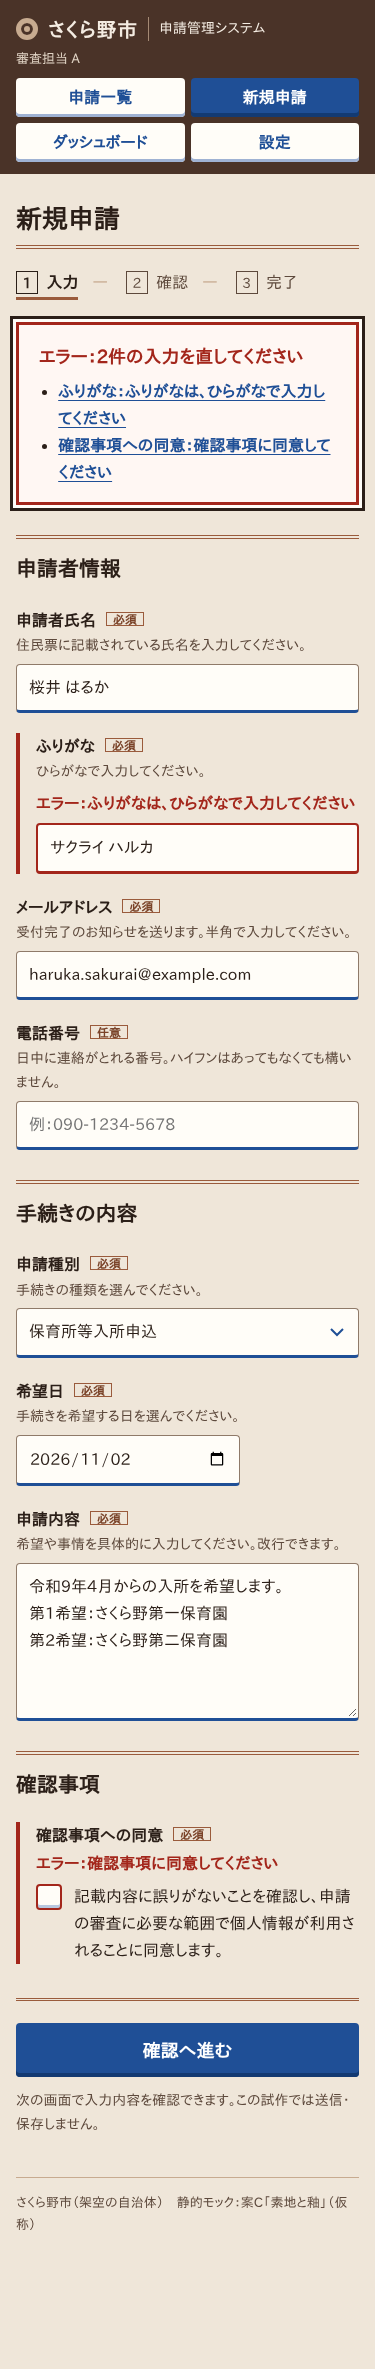 さくら野市 申請管理システム
審査担当 A
申請一覧 新規申請
ダッシュボード 設定
新規申請
1 入力 — 2 確認 — 3 完了
エラー：2件の入力を直してください
• ふりがな：ふりがなは、ひらがなで入力し
てください
• 確認事項への同意：確認事項に同意して
ください
申請者情報
申請者氏名 必須
住民票に記載されている氏名を入力してください。
桜井 はるか
ふりがな 必須
ひらがなで入力してください。
エラー：ふりがなは、ひらがなで入力してください
サクライ ハルカ
メールアドレス 必須
受付完了のお知らせを送ります。半角で入力してください。
haruka.sakurai@example.com
電話番号 任意
日中に連絡がとれる番号。ハイフンはあってもなくても構い
ません。
例：090-1234-5678
手続きの内容
申請種別 必須
手続きの種類を選んでください。
保育所等入所申込
希望日 必須
手続きを希望する日を選んでください。
2026/11/02
申請内容 必須
希望や事情を具体的に入力してください。改行できます。
令和9年4月からの入所を希望します。
第1希望：さくら野第一保育園
第2希望：さくら野第二保育園
確認事項
確認事項への同意 必須
エラー：確認事項に同意してください
記載内容に誤りがないことを確認し、申請
の審査に必要な範囲で個人情報が利用さ
れることに同意します。
確認へ進む
次の画面で入力内容を確認できます。この試作では送信・
保存しません。
さくら野市（架空の自治体） 静的モック：案C「素地と釉」（仮
称）